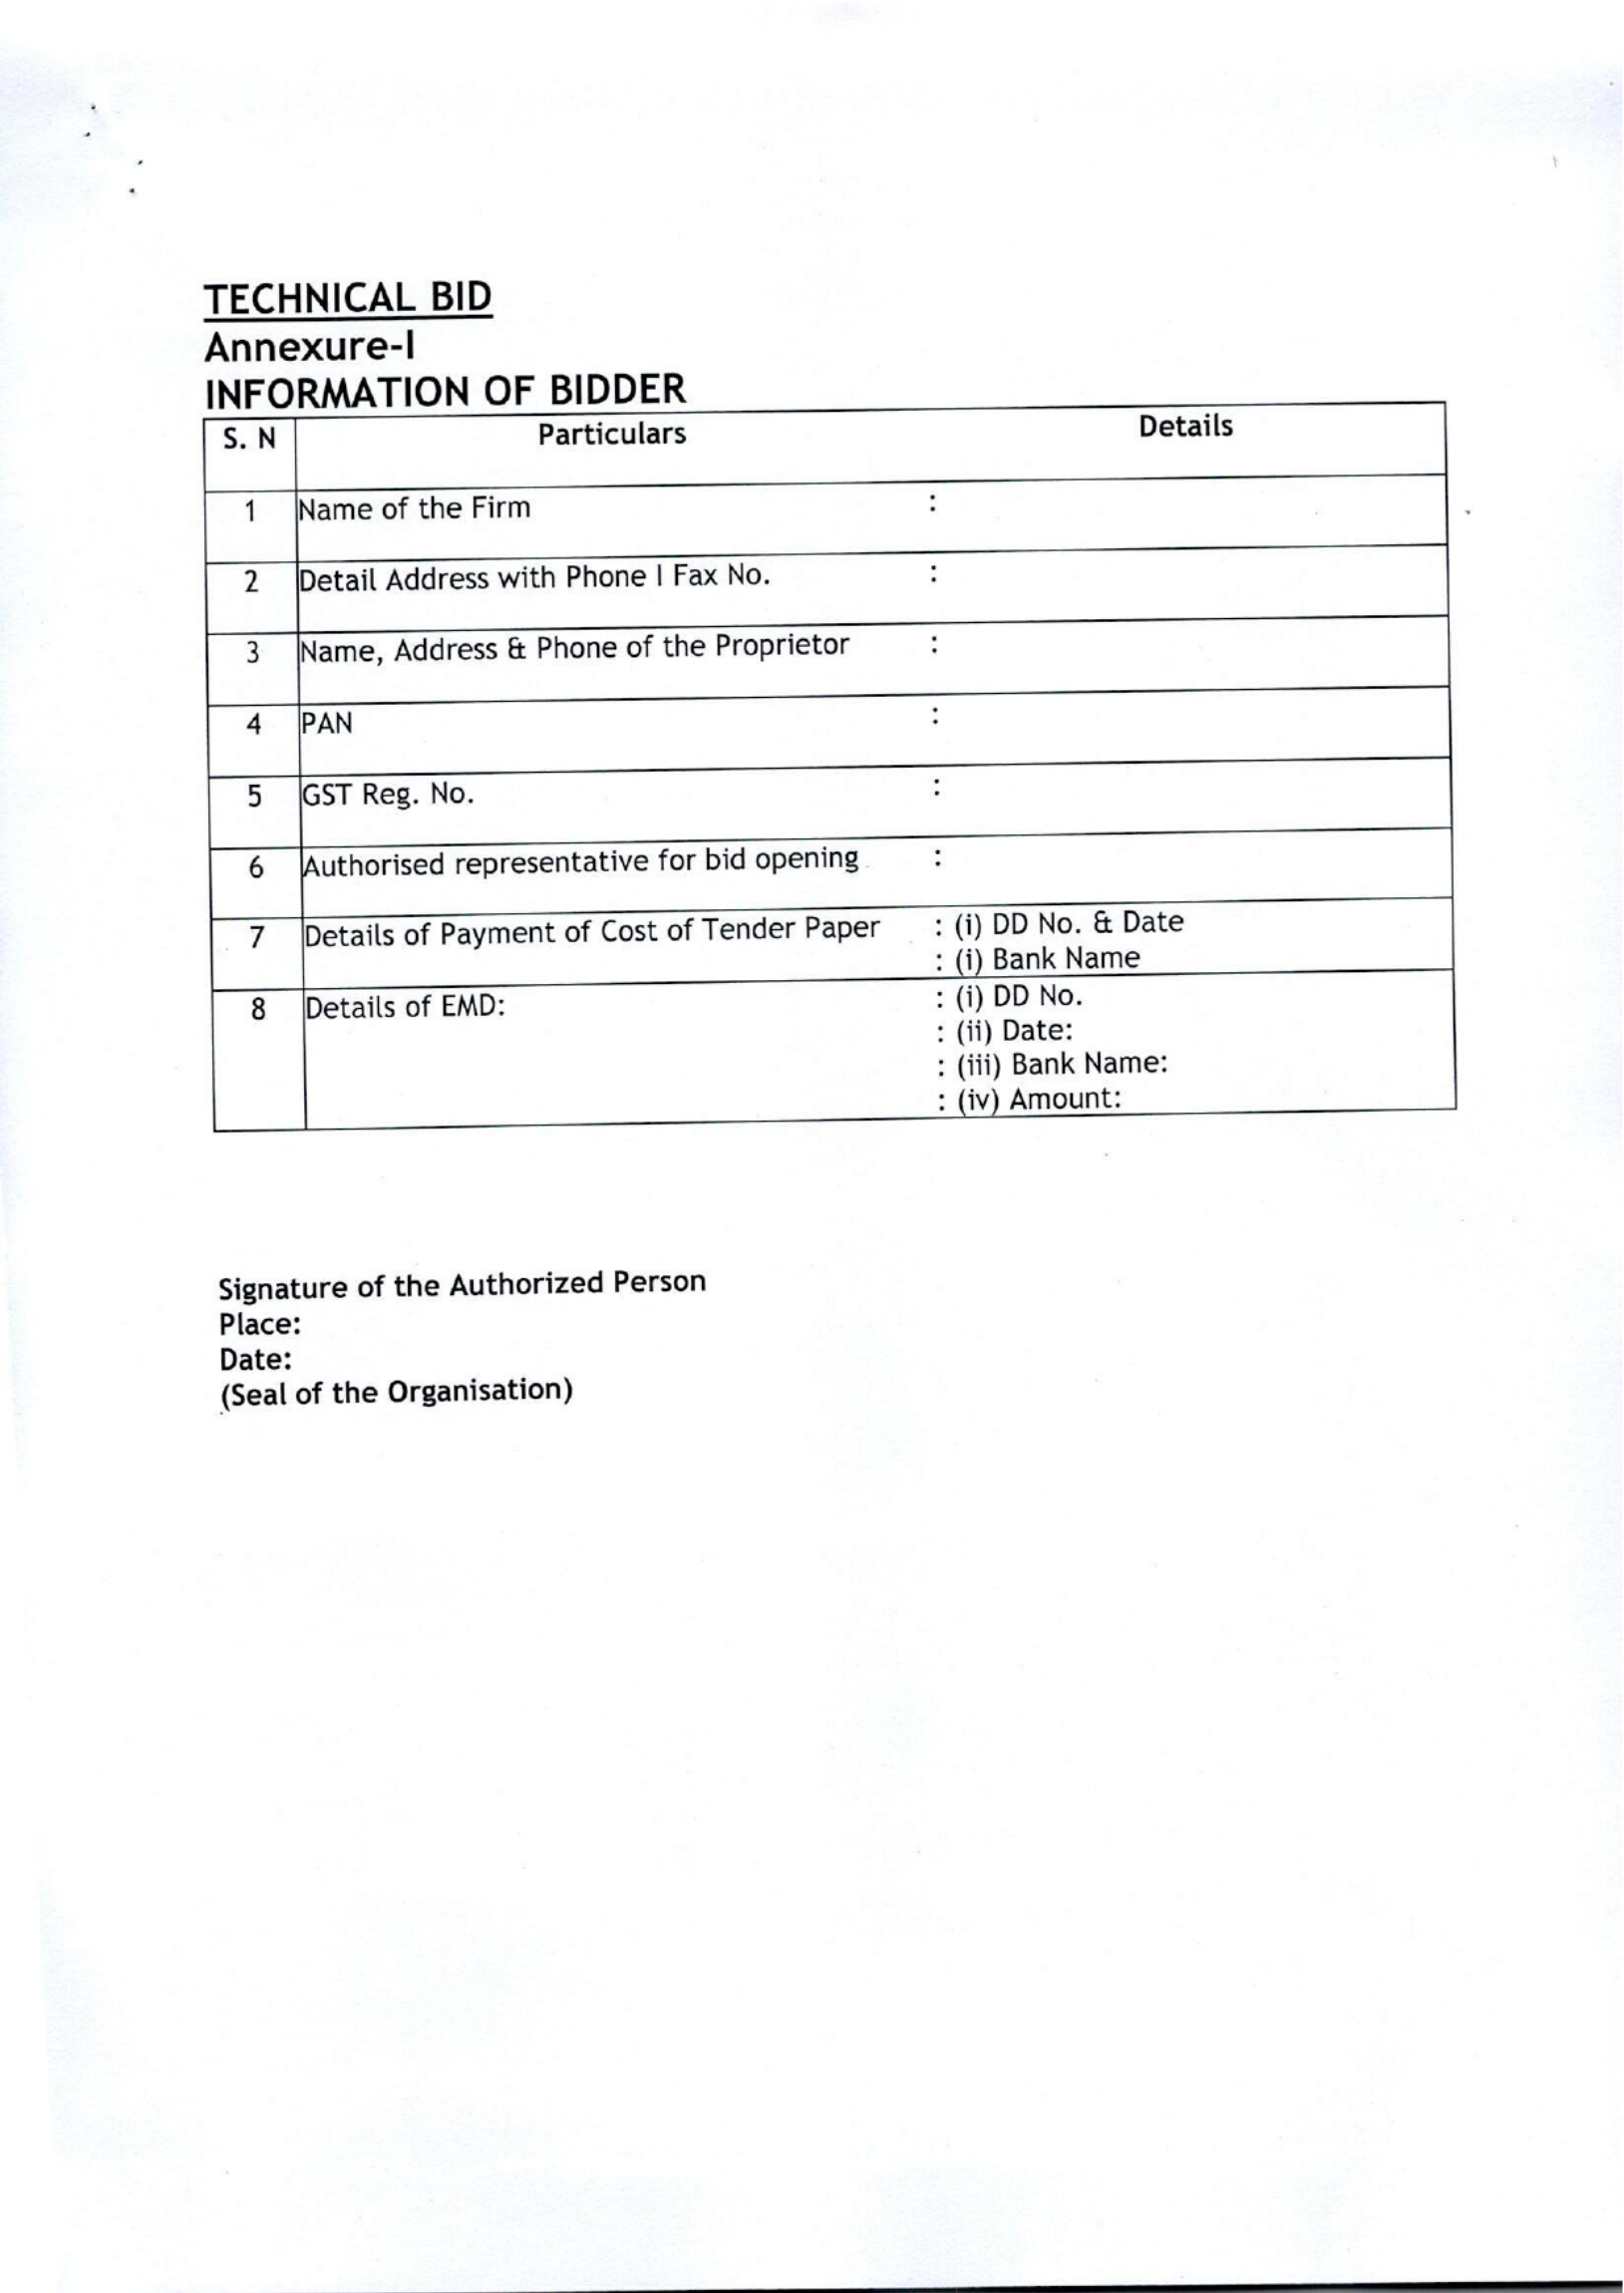 TECHNICAL BID
Annexure-I
INFORMATION OF BIDDER
S. N Particulars Details
1 Name of the Firm :
2 Detail Address with Phone I Fax No. :
3 Name, Address & Phone of the Proprietor :
4 PAN :
5 GST Reg. No. :
6 Authorised representative for bid opening :
7 Details of Payment of Cost of Tender Paper : (i) DD No. & Date
: (i) Bank Name
8 Details of EMD: : (i) DD No.
: (ii) Date:
: (iii) Bank Name:
: (iv) Amount:
Signature of the Authorized Person
Place:
Date:
(Seal of the Organisation)